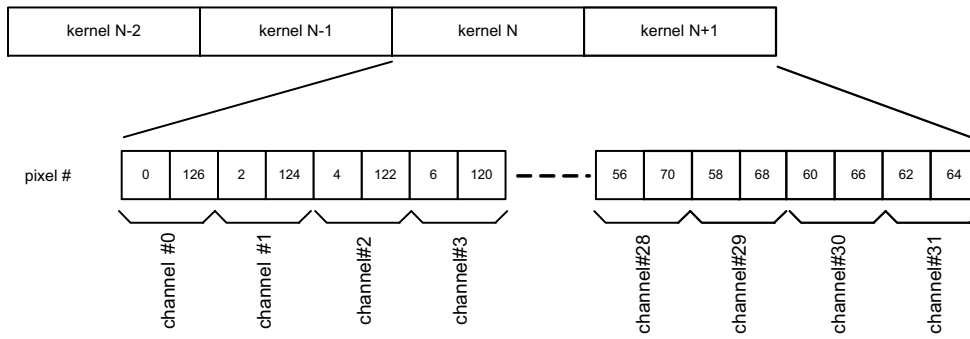 kernel N-2 kernel N-1 kernel N kernel N+1
pixel # 0 126 2 124 4 122 6 120 56 70 58 68 60 66 62 64
channel #0
channel #1
channel#2
channel#3
channel#28
channel#29
channel#30
channel#31